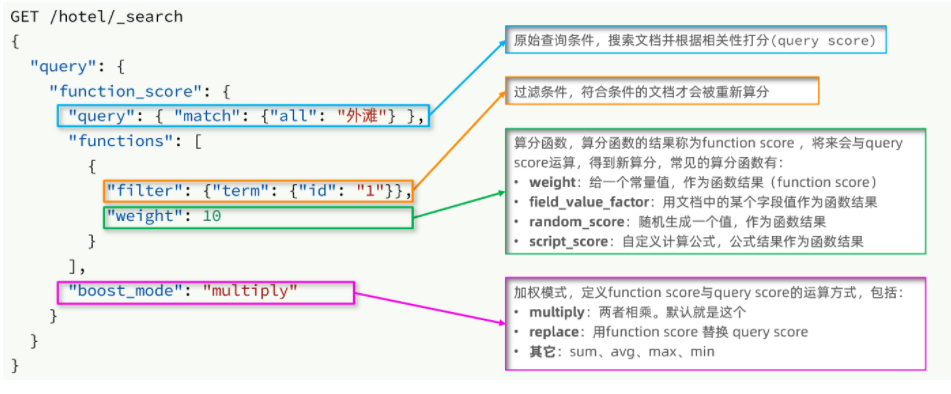 GET /hotel/_search
{
  "query": {
    "function_score": {
      "query": { "match": {"all": "外滩"} },
      "functions": [
        {
          "filter": {"term": {"id": "1"}},
          "weight": 10
        }
      ],
      "boost_mode": "multiply"
    }
  }
}
原始查询条件，搜索文档并根据相关性打分(query score)
过滤条件，符合条件的文档才会被重新算分
算分函数，算分函数的结果称为function score ，将来会与query
score运算，得到新算分，常见的算分函数有：
• weight：给一个常量值，作为函数结果（function score）
• field_value_factor：用文档中的某个字段值作为函数结果
• random_score：随机生成一个值，作为函数结果
• script_score：自定义计算公式，公式结果作为函数结果
加权模式，定义function score与query score的运算方式，包括：
• multiply：两者相乘。默认就是这个
• replace：用function score 替换 query score
• 其它：sum、avg、max、min